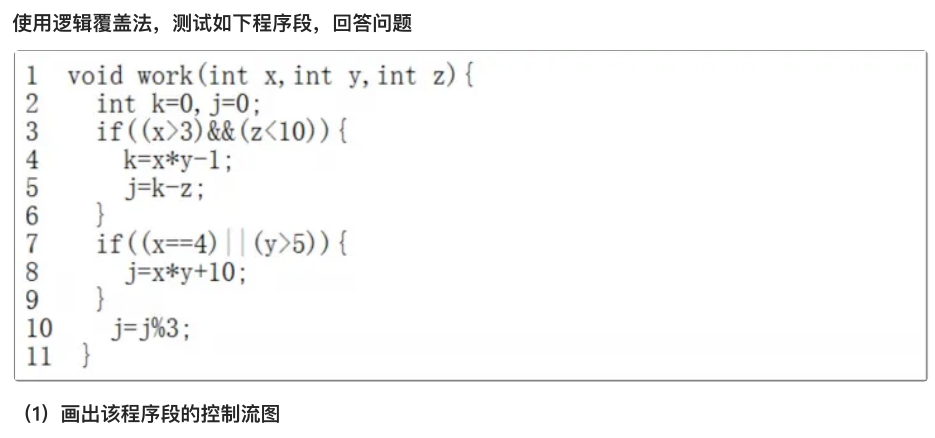 使用逻辑覆盖法，测试如下程序段，回答问题
1 void work(int x,int y,int z){
2 int k=0,j=0;
3 if((x>3)&&(z<10)){
4 k=x*y-1;
5 j=k-z;
6 }
7 if((x==4)||(y>5)){
8 j=x*y+10;
9 }
10 j=j%3;
11 }
（1）画出该程序段的控制流图